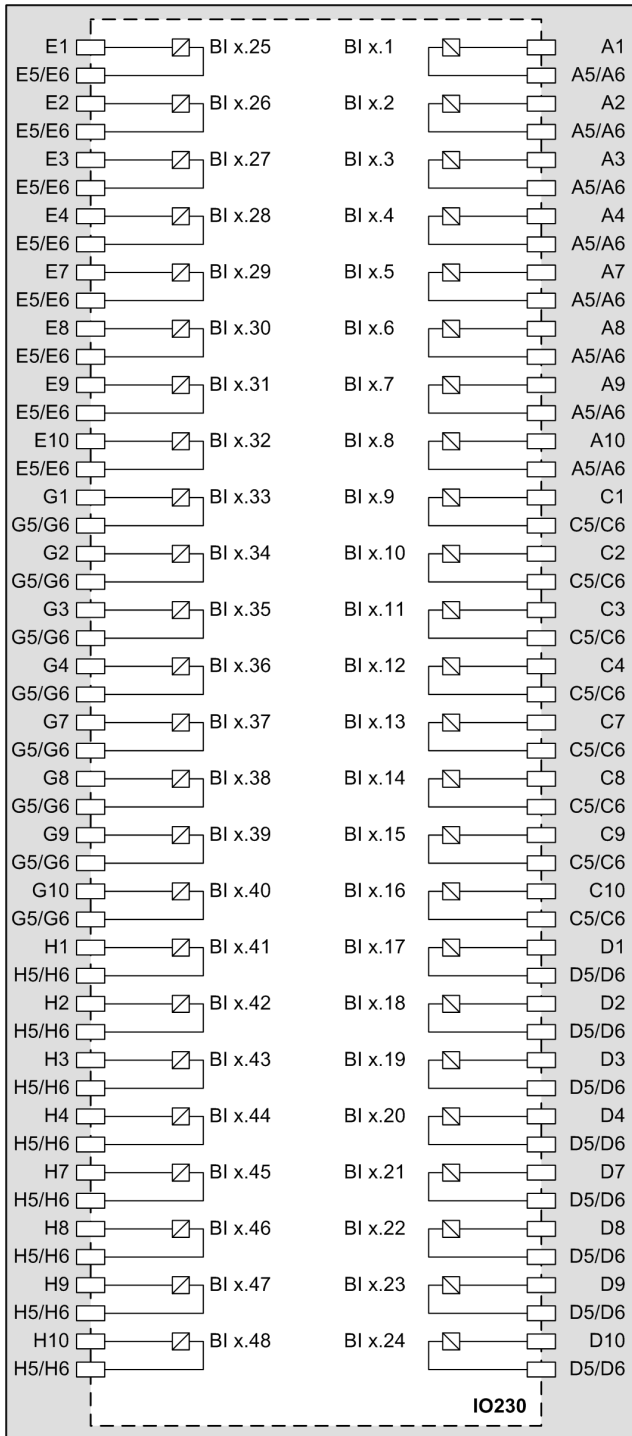 E1 BI x.25 BI x.1 A1
E5/E6 A5/A6
E2 BI x.26 BI x.2 A2
E5/E6 A5/A6
E3 BI x.27 BI x.3 A3
E5/E6 A5/A6
E4 BI x.28 BI x.4 A4
E5/E6 A5/A6
E7 BI x.29 BI x.5 A7
E5/E6 A5/A6
E8 BI x.30 BI x.6 A8
E5/E6 A5/A6
E9 BI x.31 BI x.7 A9
E5/E6 A5/A6
E10 BI x.32 BI x.8 A10
E5/E6 A5/A6
G1 BI x.33 BI x.9 C1
G5/G6 C5/C6
G2 BI x.34 BI x.10 C2
G5/G6 C5/C6
G3 BI x.35 BI x.11 C3
G5/G6 C5/C6
G4 BI x.36 BI x.12 C4
G5/G6 C5/C6
G7 BI x.37 BI x.13 C7
G5/G6 C5/C6
G8 BI x.38 BI x.14 C8
G5/G6 C5/C6
G9 BI x.39 BI x.15 C9
G5/G6 C5/C6
G10 BI x.40 BI x.16 C10
G5/G6 C5/C6
H1 BI x.41 BI x.17 D1
H5/H6 D5/D6
H2 BI x.42 BI x.18 D2
H5/H6 D5/D6
H3 BI x.43 BI x.19 D3
H5/H6 D5/D6
H4 BI x.44 BI x.20 D4
H5/H6 D5/D6
H7 BI x.45 BI x.21 D7
H5/H6 D5/D6
H8 BI x.46 BI x.22 D8
H5/H6 D5/D6
H9 BI x.47 BI x.23 D9
H5/H6 D5/D6
H10 BI x.48 BI x.24 D10
H5/H6 D5/D6
IO230